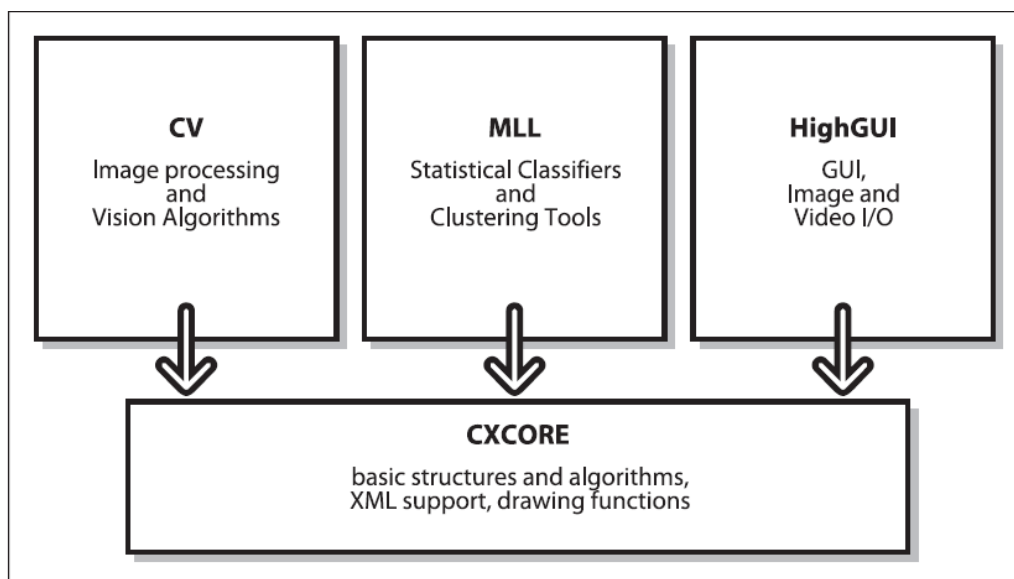 CV
Image processing
and
Vision Algorithms
MLL
Statistical Classifiers
and
Clustering Tools
HighGUI
GUI,
Image and
Video I/O
CXCORE
basic structures and algorithms,
XML support, drawing functions